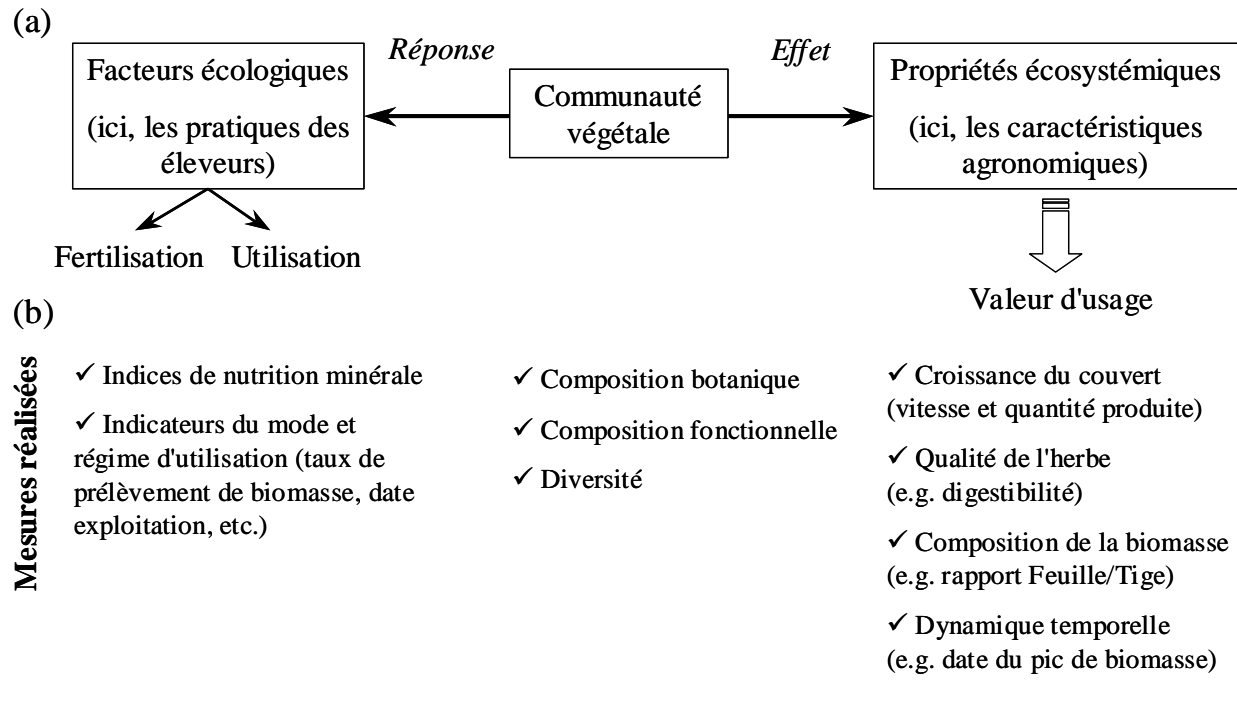 (a)
Facteurs écologiques
(ici, les pratiques des
éleveurs)
Réponse
Communauté
végétale
Effet
Propriétés écosystémiques
(ici, les caractéristiques
agronomiques)
Fertilisation
Utilisation
Valeur d'usage
(b)
Mesures réalisées
✓ Indices de nutrition minérale
✓ Indicateurs du mode et
régime d'utilisation (taux de
prélèvement de biomasse, date
exploitation, etc.)
✓ Composition botanique
✓ Composition fonctionnelle
✓ Diversité
✓ Croissance du couvert
(vitesse et quantité produite)
✓ Qualité de l'herbe
(e.g. digestibilité)
✓ Composition de la biomasse
(e.g. rapport Feuille/Tige)
✓ Dynamique temporelle
(e.g. date du pic de biomasse)